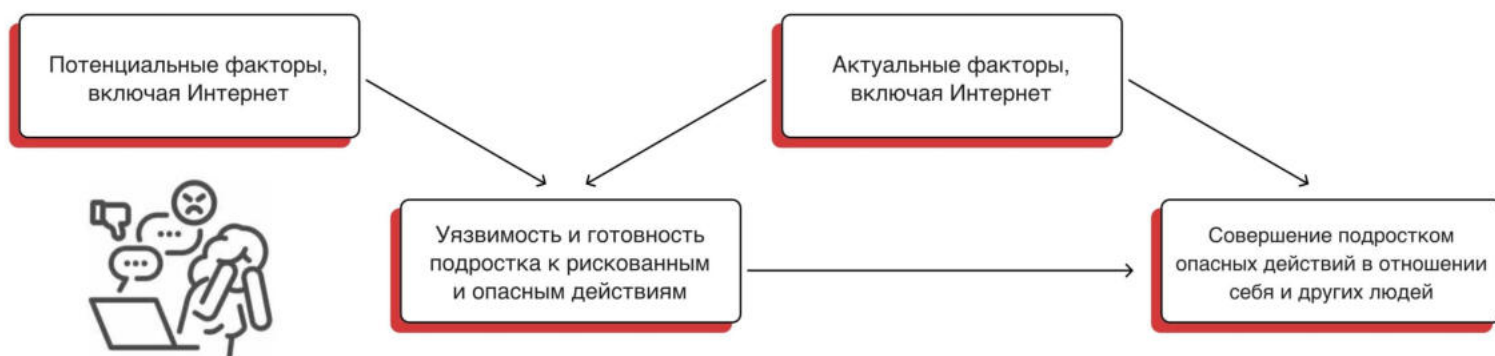 Потенциальные факторы,
включая Интернет
Актуальные факторы,
включая Интернет
Уязвимость и готовность
подростка к рискованным
и опасным действиям
Совершение подростком
опасных действий в отношении
себя и других людей